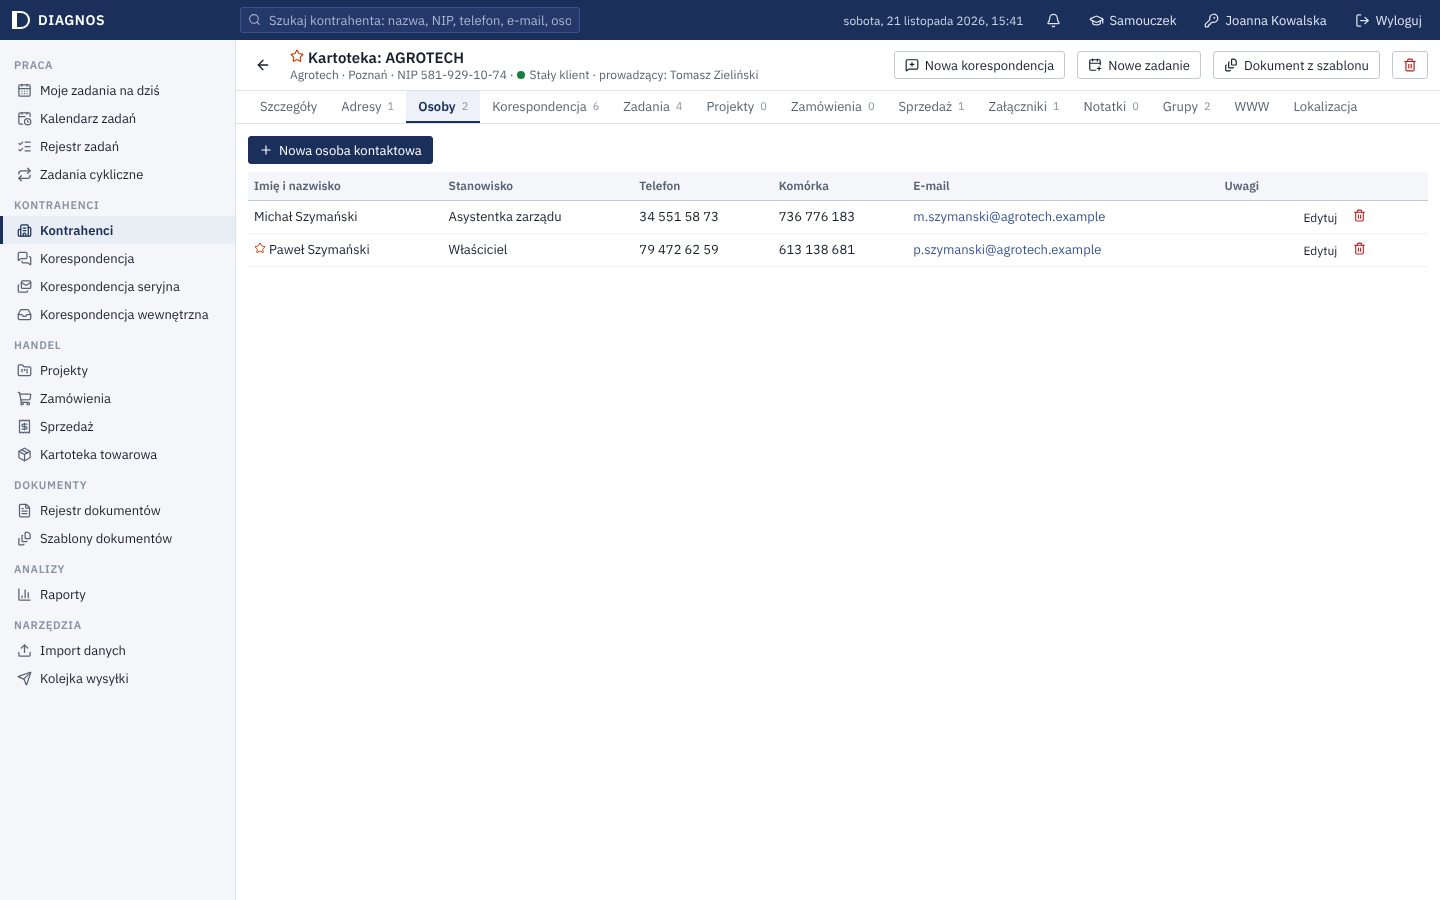 DIAGNOS
Szukaj kontrahenta: nazwa, NIP, telefon, e-mail, oso
sobota, 21 listopada 2026, 15:41
Samouczek
Joanna Kowalska
Wyloguj
PRACA
Moje zadania na dziś
Kalendarz zadań
Rejestr zadań
Zadania cykliczne
KONTRAHENCI
Kontrahenci
Korespondencja
Korespondencja seryjna
Korespondencja wewnętrzna
HANDEL
Projekty
Zamówienia
Sprzedaż
Kartoteka towarowa
DOKUMENTY
Rejestr dokumentów
Szablony dokumentów
ANALIZY
Raporty
NARZĘDZIA
Import danych
Kolejka wysyłki
Kartoteka: AGROTECH
Agrotech · Poznań · NIP 581-929-10-74 · Stały klient · prowadzący: Tomasz Zieliński
Nowa korespondencja
Nowe zadanie
Dokument z szablonu
Szczegóły Adresy 1 Osoby 2 Korespondencja 6 Zadania 4 Projekty 0 Zamówienia 0 Sprzedaż 1 Załączniki 1 Notatki 0 Grupy 2 WWW Lokalizacja
Nowa osoba kontaktowa
Imię i nazwisko Stanowisko Telefon Komórka E-mail Uwagi
Michał Szymański Asystentka zarządu 34 551 58 73 736 776 183 m.szymanski@agrotech.example Edytuj
Paweł Szymański Właściciel 79 472 62 59 613 138 681 p.szymanski@agrotech.example Edytuj